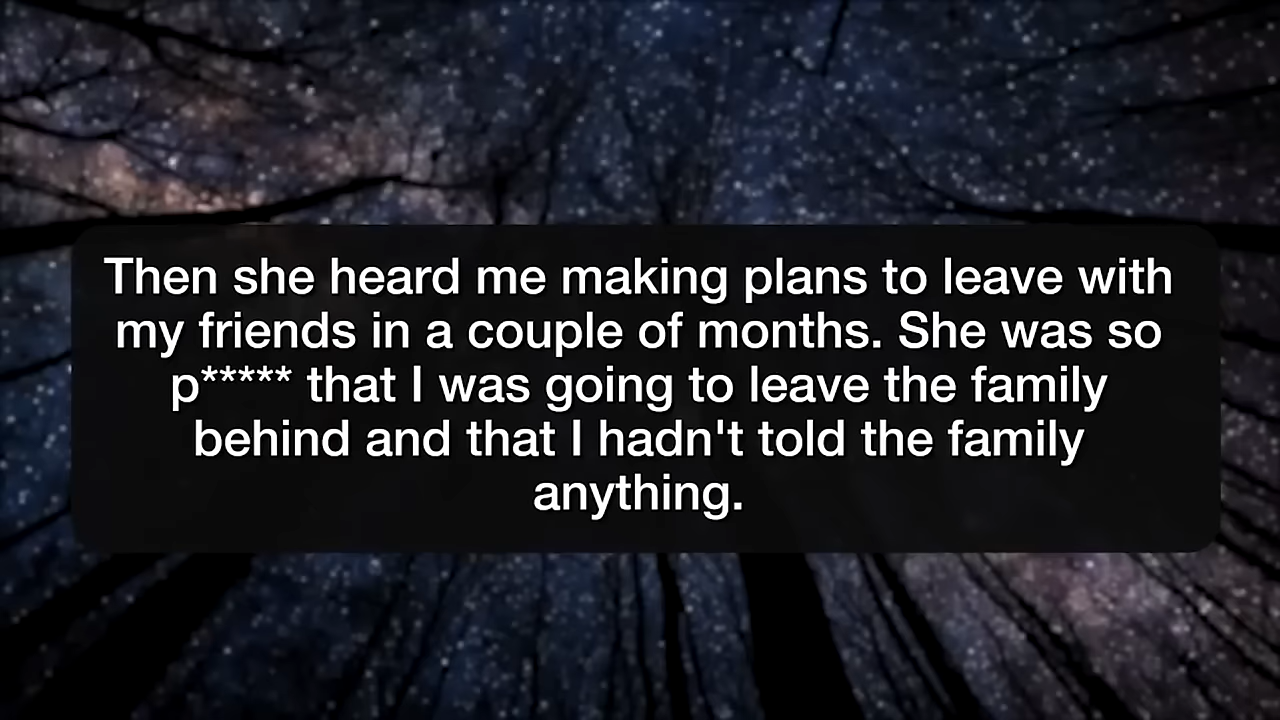 Then she heard me making plans to leave with
my friends in a couple of months. She was so
p***** that I was going to leave the family
behind and that I hadn't told the family
anything.